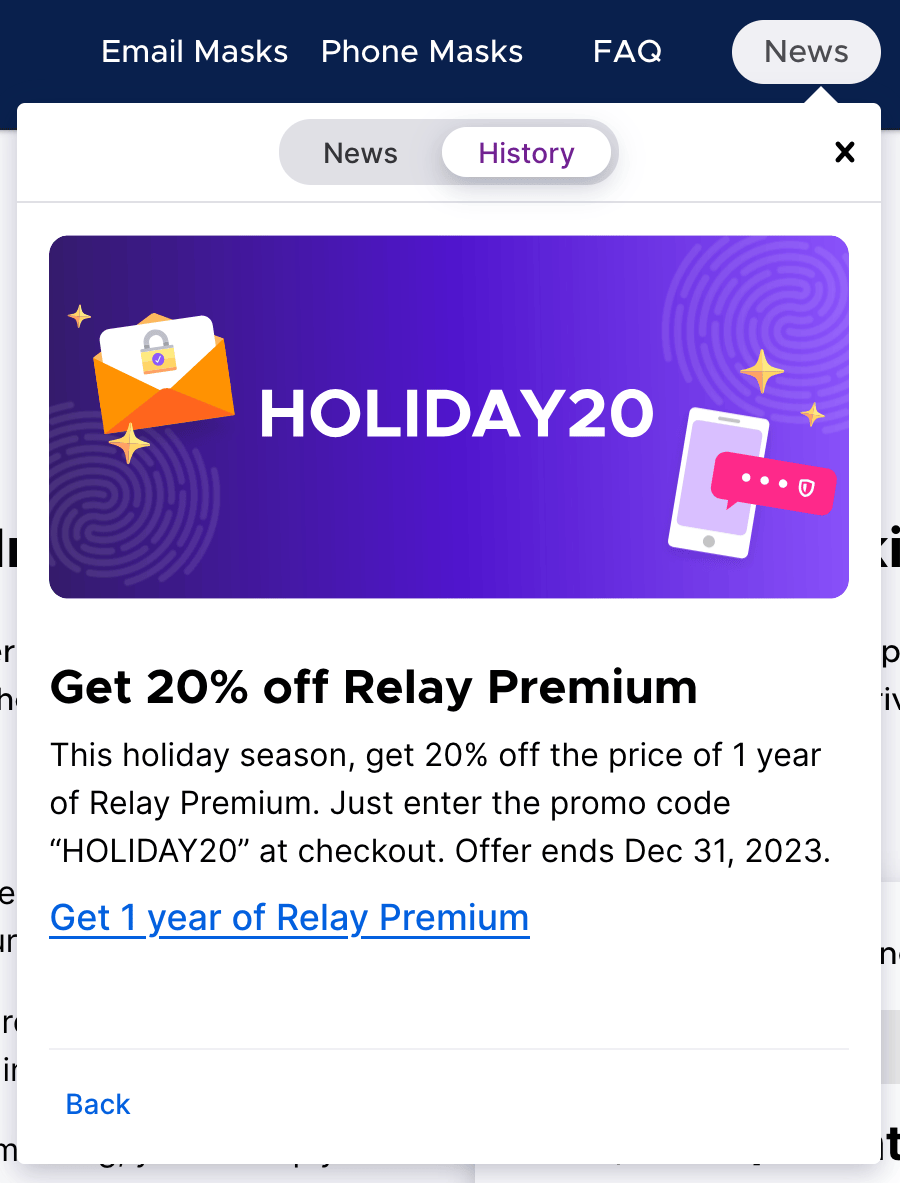 Email Masks Phone Masks FAQ News
News History
HOLIDAY20
Get 20% off Relay Premium
This holiday season, get 20% off the price of 1 year
of Relay Premium. Just enter the promo code
“HOLIDAY20” at checkout. Offer ends Dec 31, 2023.
Get 1 year of Relay Premium
Back